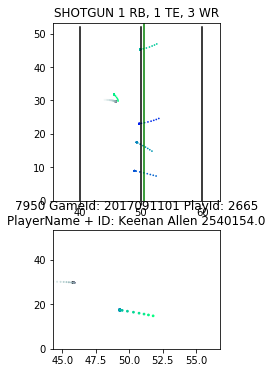 SHOTGUN 1 RB, 1 TE, 3 WR
50
40
30
20
10
0
40 50 60
7950 GameId: 2017091101 PlayId: 2665
PlayerName + ID: Keenan Allen 2540154.0
40
20
0
45.0 47.5 50.0 52.5 55.0